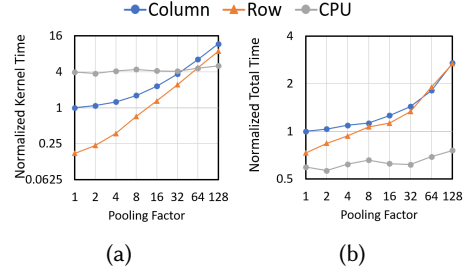 Column Row CPU
Normalized Kernel Time
16
4
1
0.25
0.0625
1 2 4 8 16 32 64 128
Pooling Factor
(a)
Normalized Total Time
4
2
1
0.5
1 2 4 8 16 32 64 128
Pooling Factor
(b)